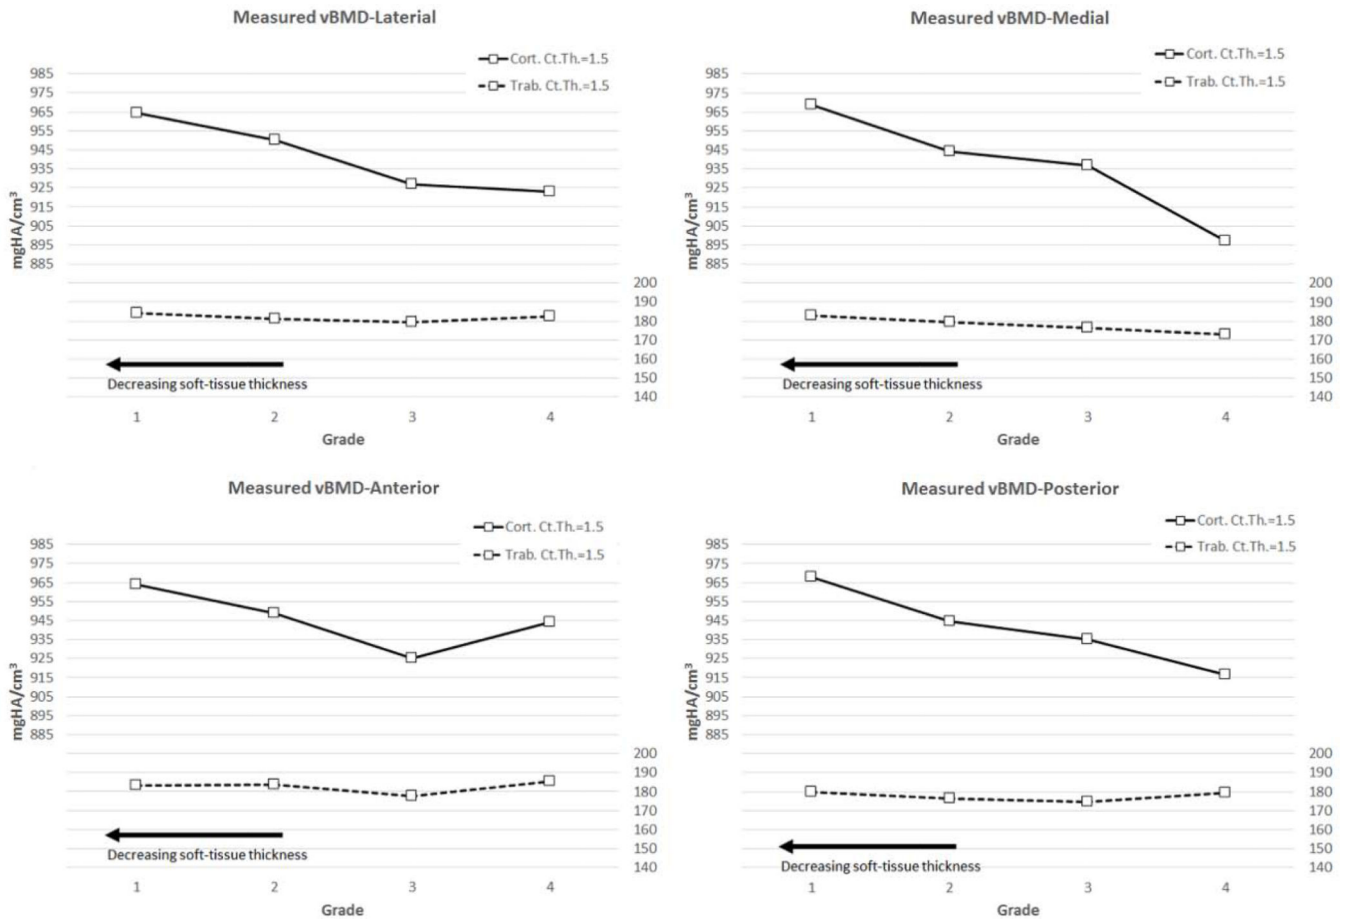 Measured vBMD-Laterial
Cort. Ct.Th.=1.5
Trab. Ct.Th.=1.5
985
975
965
955
945
935
925
915
905
895
885
mgHA/cm³
200
190
180
170
160
150
140
Decreasing soft-tissue thickness
1 2 3 4
Grade
Measured vBMD-Medial
Cort. Ct.Th.=1.5
Trab. Ct.Th.=1.5
985
975
965
955
945
935
925
915
905
895
885
mgHA/cm³
200
190
180
170
160
150
140
Decreasing soft-tissue thickness
1 2 3 4
Grade
Measured vBMD-Anterior
Cort. Ct.Th.=1.5
Trab. Ct.Th.=1.5
985
975
965
955
945
935
925
915
905
895
885
mgHA/cm³
200
190
180
170
160
150
140
Decreasing soft-tissue thickness
1 2 3 4
Grade
Measured vBMD-Posterior
Cort. Ct.Th.=1.5
Trab. Ct.Th.=1.5
985
975
965
955
945
935
925
915
905
895
885
mgHA/cm³
200
190
180
170
160
150
140
Decreasing soft-tissue thickness
1 2 3 4
Grade